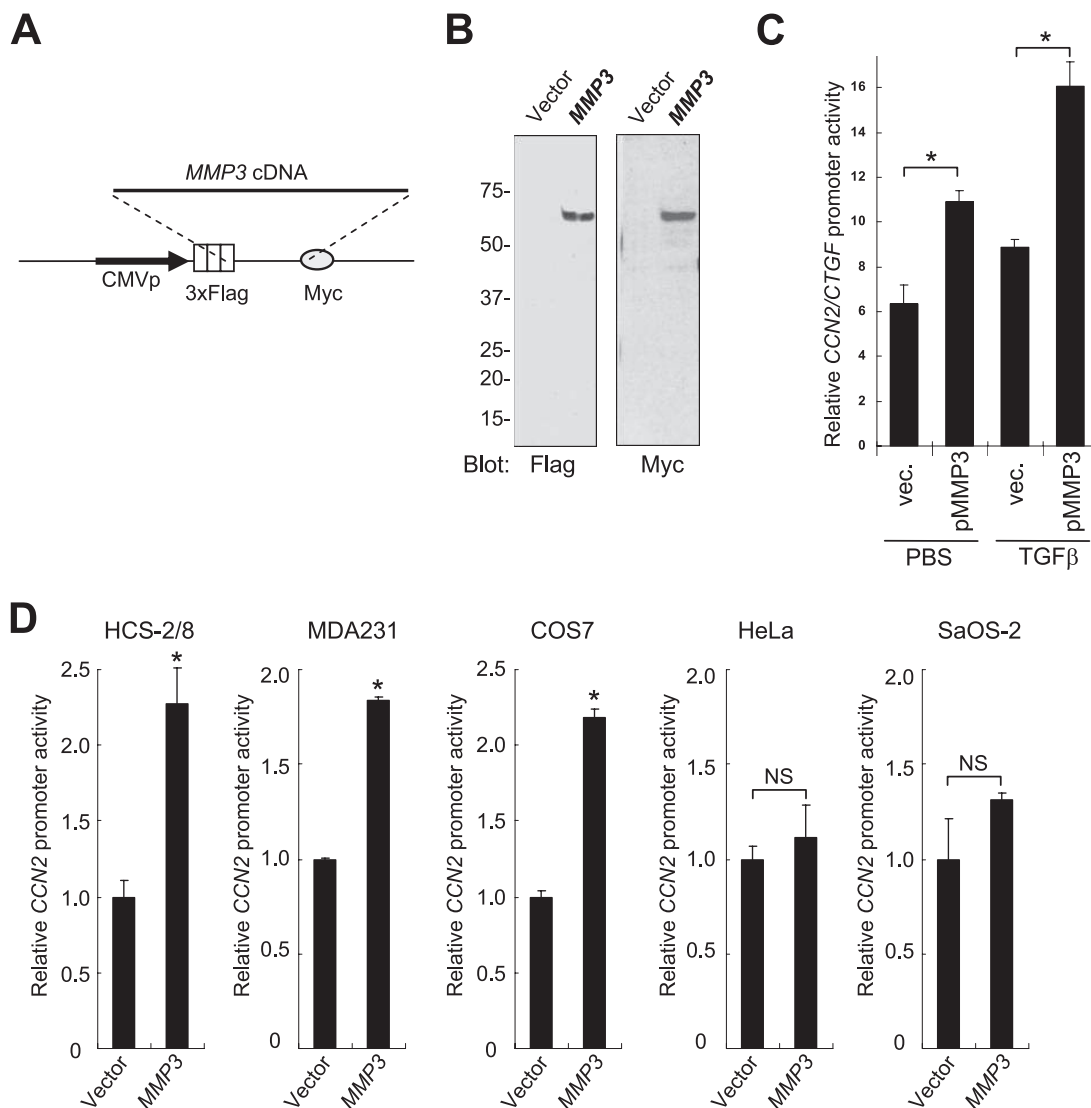 A
MMP3 cDNA
CMVp
3xFlag
Myc
B
Vector
MMP3
Vector
MMP3
75-
50-
37-
25-
20-
15-
Blot: Flag Myc
C
Relative CCN2/CTGF promoter activity
16
14
12
10
8
6
4
2
0
*
*
vec.
pMMP3
vec.
pMMP3
PBS
TGFβ
D
HCS-2/8
Relative CCN2 promoter activity
2.5
2.0
1.5
1.0
0.5
0
*
Vector
MMP3
MDA231
Relative CCN2 promoter activity
2.0
1.5
1.0
0.5
0
*
Vector
MMP3
COS7
Relative CCN2 promoter activity
2.5
2.0
1.5
1.0
0.5
0
*
Vector
MMP3
HeLa
Relative CCN2 promoter activity
2.0
1.5
1.0
0.5
0
NS
Vector
MMP3
SaOS-2
Relative CCN2 promoter activity
2.0
1.5
1.0
0.5
0
NS
Vector
MMP3